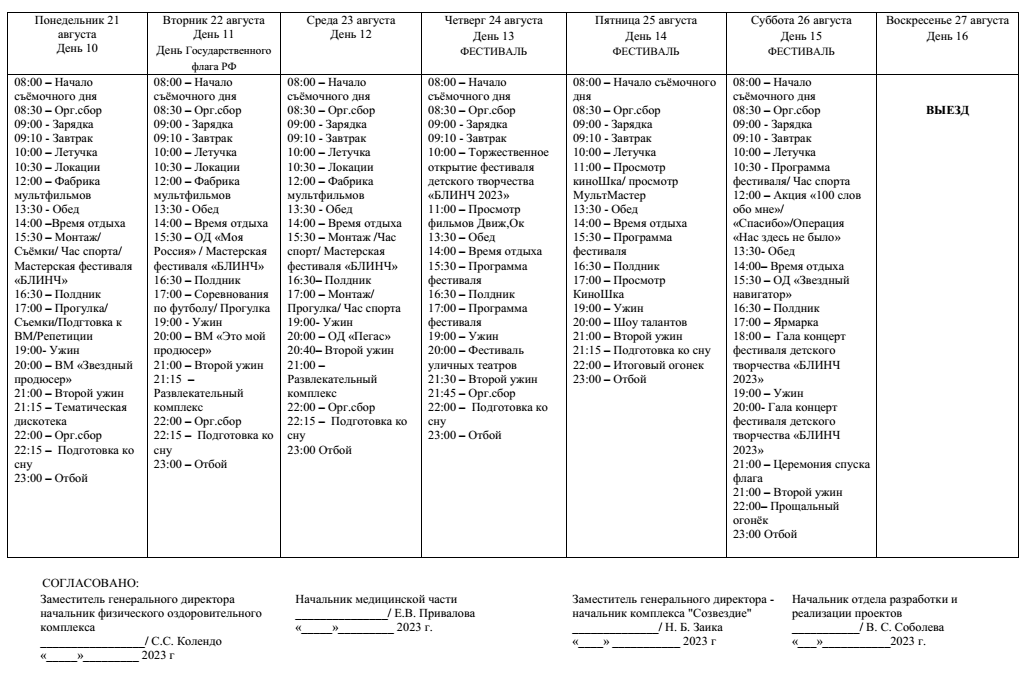 Понедельник 21
августа
День 10
Вторник 22 августа
День 11
День Государственного
флага РФ
Среда 23 августа
День 12
Четверг 24 августа
День 13
ФЕСТИВАЛЬ
Пятница 25 августа
День 14
ФЕСТИВАЛЬ
Суббота 26 августа
День 15
ФЕСТИВАЛЬ
Воскресенье 27 августа
День 16
08:00 – Начало
съёмочного дня
08:30 – Орг.сбор
09:00 - Зарядка
09:10 - Завтрак
10:00 – Летучка
10:30 – Локации
12:00 – Фабрика
мультфильмов
13:30 - Обед
14:00 –Время отдыха
15:30 – Монтаж/
Съёмки/ Час спорта/
Мастерская фестиваля
«БЛИНЧ»
16:30 – Полдник
17:00 – Прогулка/
Съемки/Подгтовка к
ВМ/Репетиции
19:00- Ужин
20:00 – ВМ «Звездный
продюсер»
21:00 – Второй ужин
21:15 – Тематическая
дискотека
22:00 – Орг.сбор
22:15 – Подготовка ко
сну
23:00 – Отбой
08:00 – Начало
съёмочного дня
08:30 – Орг.сбор
09:00 - Зарядка
09:10 - Завтрак
10:00 – Летучка
10:30 – Локации
12:00 – Фабрика
мультфильмов
13:30 - Обед
14:00 – Время отдыха
15:30 – ОД «Моя
Россия» / Мастерская
фестиваля «БЛИНЧ»
16:30 – Полдник
17:00 – Соревнования
по футболу/ Прогулка
19:00 - Ужин
20:00 – ВМ «Это мой
продюсер»
21:00 – Второй ужин
21:15 –
Развлекательный
комплекс
22:00 – Орг.сбор
22:15 – Подготовка ко
сну
23:00 – Отбой
08:00 – Начало
съёмочного дня
08:30 – Орг.сбор
09:00 - Зарядка
09:10 - Завтрак
10:00 – Летучка
10:30 – Локации
12:00 – Фабрика
мультфильмов
13:30 - Обед
14:00 – Время отдыха
15:30 – Монтаж /Час
спорт/ Мастерская
фестиваля «БЛИНЧ»
16:30– Полдник
17:00 – Монтаж/
Прогулка/ Час спорта
19:00- Ужин
20:00 – ОД «Пегас»
20:40– Второй ужин
21:00 –
Развлекательный
комплекс
22:00 – Орг.сбор
22:15 – Подготовка ко
сну
23:00 Отбой
08:00 – Начало
съёмочного дня
08:30 – Орг.сбор
09:00 - Зарядка
09:10 - Завтрак
10:00 – Торжественное
открытие фестиваля
детского творчества
«БЛИНЧ 2023»
11:00 – Просмотр
фильмов Движ,Ок
13:30 – Обед
14:00 – Время отдыха
15:30 – Программа
фестиваля
16:30 – Полдник
17:00 – Программа
фестиваля
19:00 – Ужин
20:00 – Фестиваль
уличных театров
21:30 – Второй ужин
21:45 – Орг.сбор
22:00 – Подготовка ко
сну
23:00 – Отбой
08:00 – Начало съёмочного
дня
08:30 – Орг.сбор
09:00 - Зарядка
09:10 - Завтрак
10:00 – Летучка
11:00 – Просмотр
киноШка/ просмотр
МультМастер
13:30 - Обед
14:00 – Время отдыха
15:30 – Программа
фестиваля
16:30 – Полдник
17:00 – Просмотр
КиноШка
19:00 – Ужин
20:00 – Шоу талантов
21:00 – Второй ужин
21:15 – Подготовка ко сну
22:00 – Итоговый огонек
23:00 – Отбой
08:00 – Начало
съёмочного дня
08:30 – Орг.сбор
09:00 - Зарядка
09:10 - Завтрак
10:00 – Летучка
10:30 - Программа
фестиваля/ Час спорта
12:00 – Акция «100 слов
обо мне»/
«Спасибо»/Операция
«Нас здесь не было»
13:30- Обед
14:00– Время отдыха
15:30 – ОД «Звездный
навигатор»
16:30 – Полдник
17:00 – Ярмарка
18:00 – Гала концерт
фестиваля детского
творчества «БЛИНЧ
2023»
19:00 – Ужин
20:00- Гала концерт
фестиваля детского
творчества «БЛИНЧ
2023»
21:00 – Церемония спуска
флага
21:00 – Второй ужин
22:00– Прощальный
огонёк
23:00 Отбой
ВЫЕЗД
СОГЛАСОВАНО:
Заместитель генерального директора
начальник физического оздоровительного
комплекса
_________________/ С.С. Колендо
«_____»_________ 2023 г
Начальник медицинской части
_______________/ Е.В. Привалова
«_____»_________ 2023 г.
Заместитель генерального директора -
начальник комплекса "Созвездие"
______________/ Н. Б. Заика
«____» ___________ 2023 г
Начальник отдела разработки и
реализации проектов
___________/ В. С. Соболева
«___»___________2023 г.